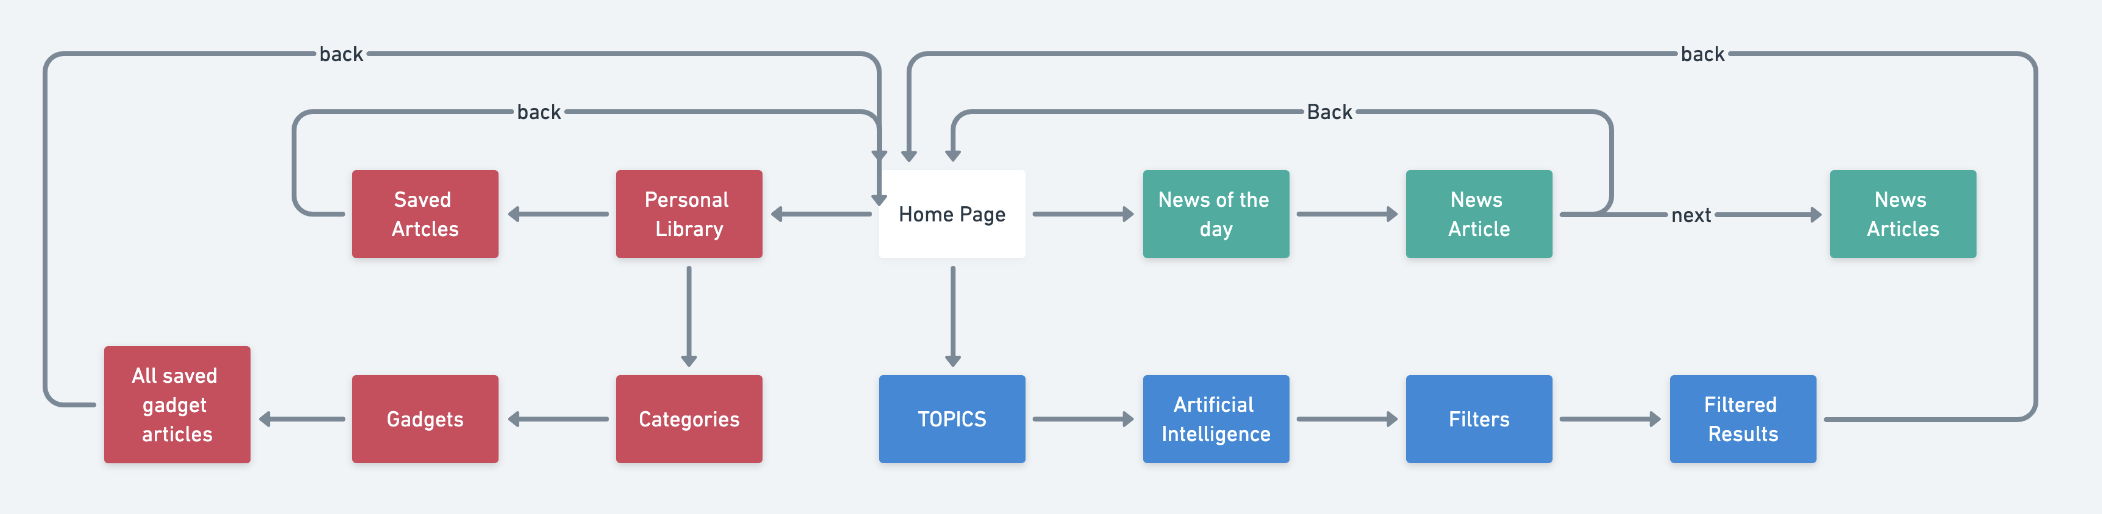 back
back
back
Back
Saved
Artcles
Personal
Library
Home Page
News of the
day
News
Article
next
News
Articles
All saved
gadget
articles
Gadgets
Categories
TOPICS
Artificial
Intelligence
Filters
Filtered
Results